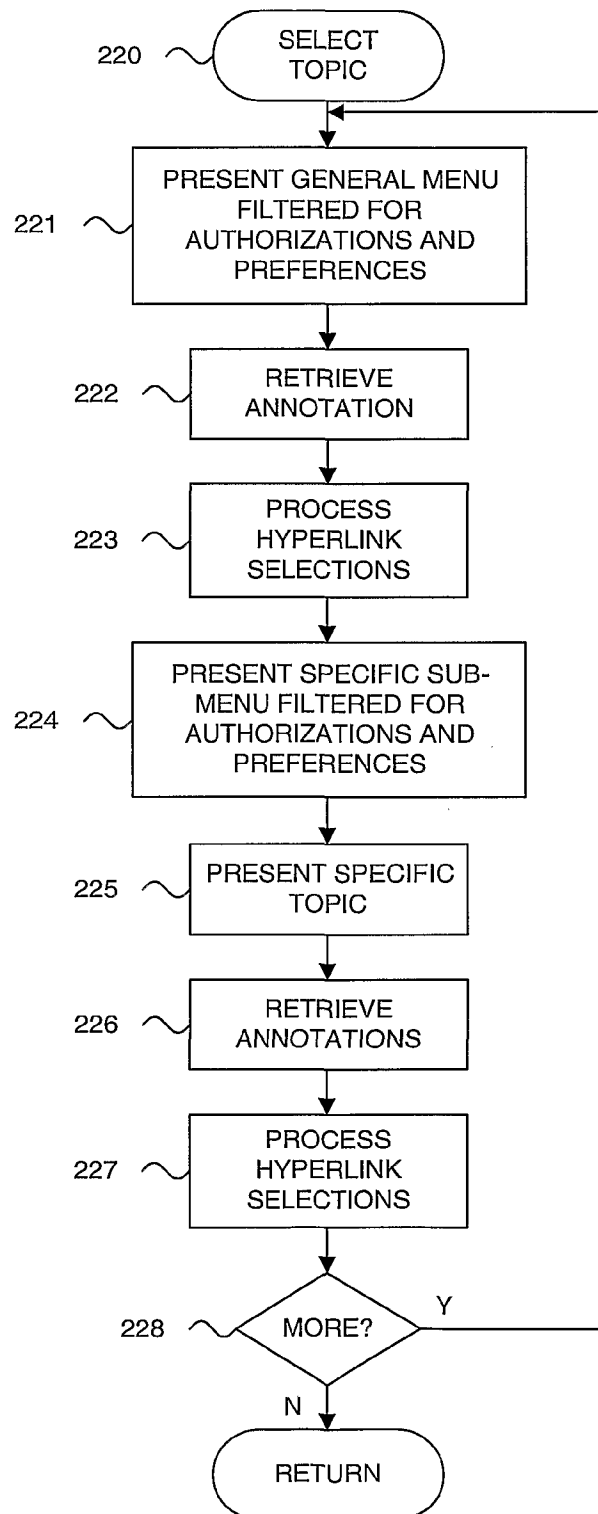 220
SELECT
TOPIC
221
PRESENT GENERAL MENU
FILTERED FOR
AUTHORIZATIONS AND
PREFERENCES
222
RETRIEVE
ANNOTATION
223
PROCESS
HYPERLINK
SELECTIONS
224
PRESENT SPECIFIC SUB-
MENU FILTERED FOR
AUTHORIZATIONS AND
PREFERENCES
225
PRESENT SPECIFIC
TOPIC
226
RETRIEVE
ANNOTATIONS
227
PROCESS
HYPERLINK
SELECTIONS
228
MORE?
Y
N
RETURN